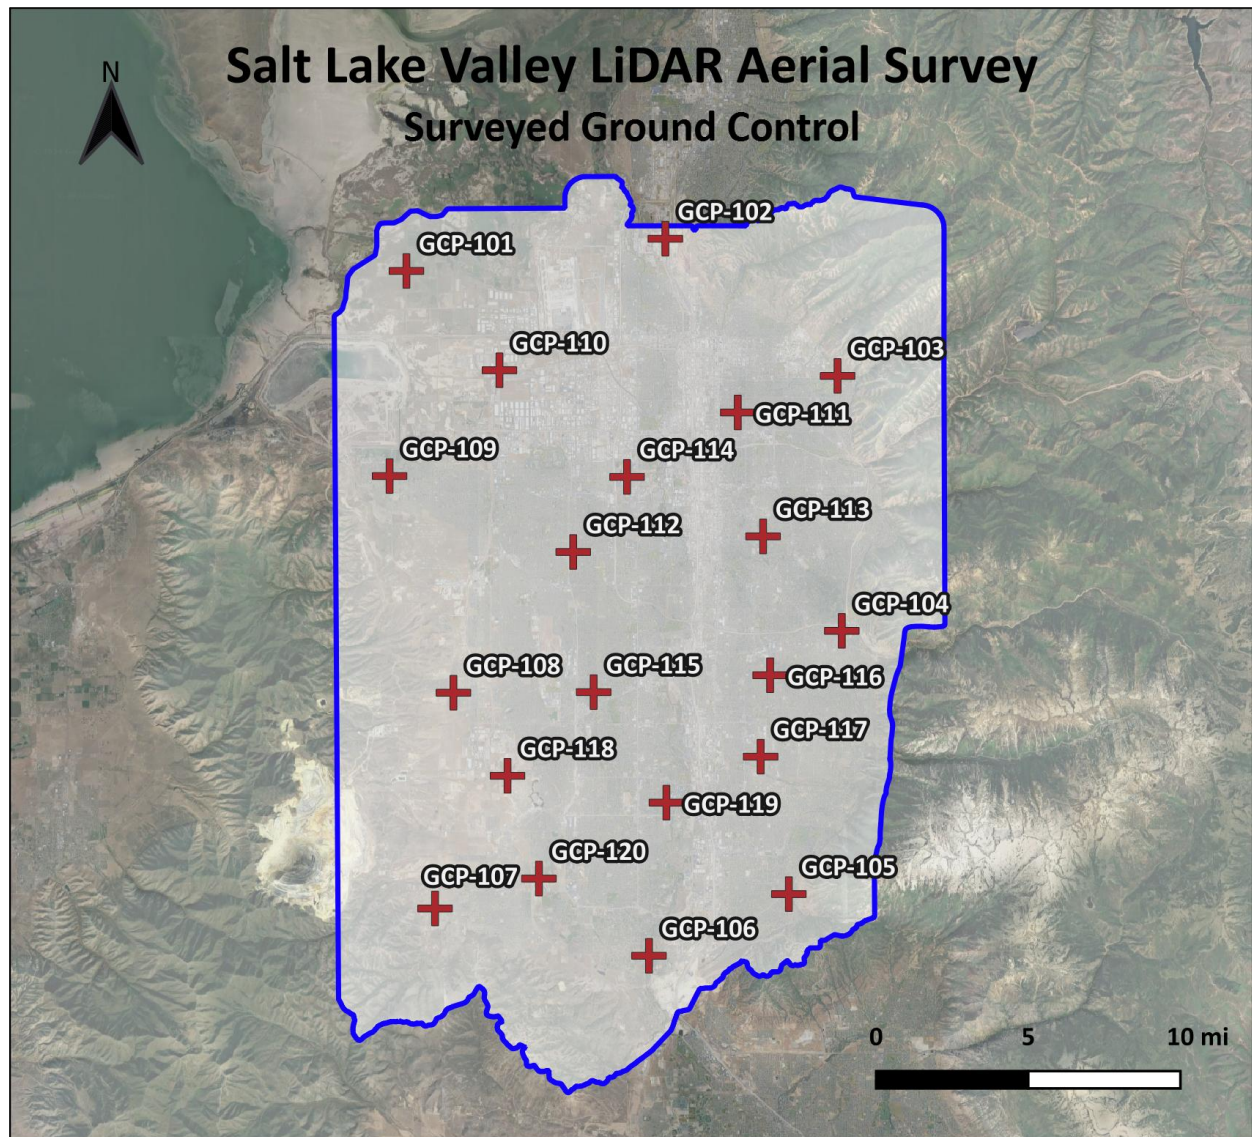 Salt Lake Valley LiDAR Aerial Survey
Surveyed Ground Control
N
GCP-102
GCP-101
GCP-110
GCP-103
GCP-111
GCP-109
GCP-114
GCP-113
GCP-112
GCP-104
GCP-108
GCP-115
GCP-116
GCP-117
GCP-118
GCP-119
GCP-120
GCP-105
GCP-107
GCP-106
0 5 10 mi